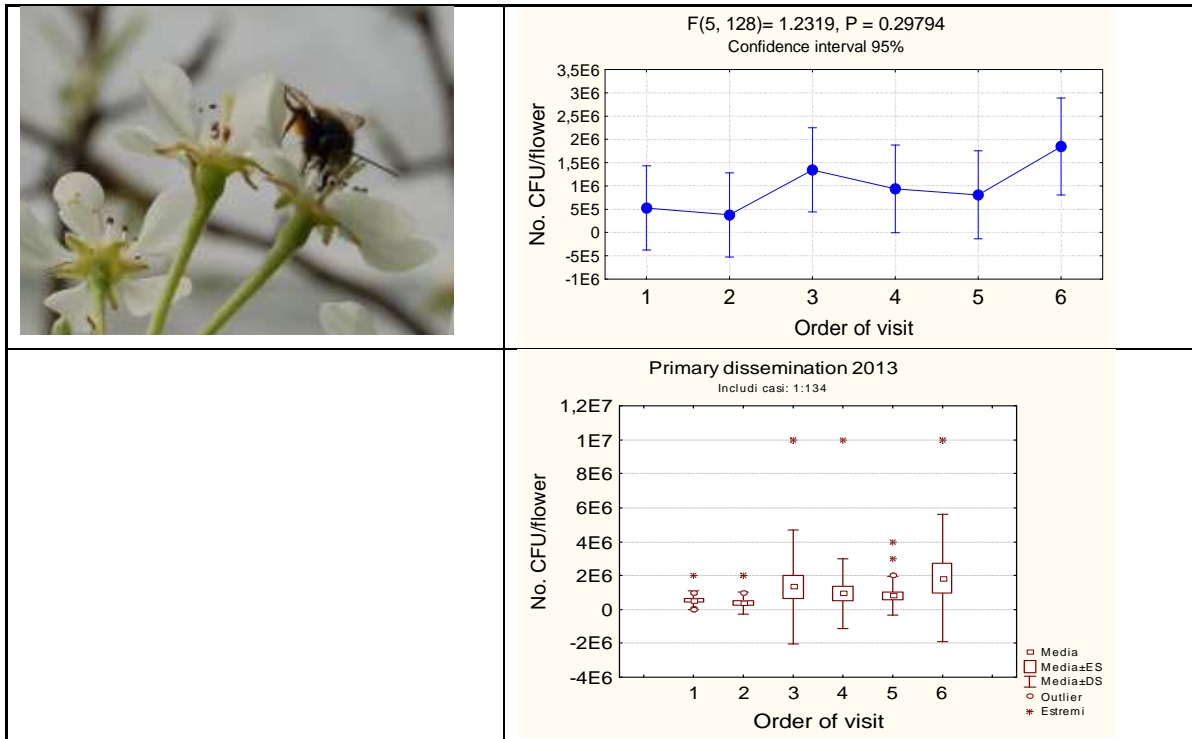 F(5, 128)= 1.2319, P = 0.29794
Confidence interval 95%
No. CFU/flower
3,5E6
3E6
2,5E6
2E6
1,5E6
1E6
5E5
0
-5E5
-1E6
1 2 3 4 5 6
Order of visit
Primary dissemination 2013
Includi casi: 1:134
No. CFU/flower
1,2E7
1E7
8E6
6E6
4E6
2E6
0
-2E6
-4E6
1 2 3 4 5 6
Order of visit
Media
Media±ES
Media±DS
Outlier
Estremi